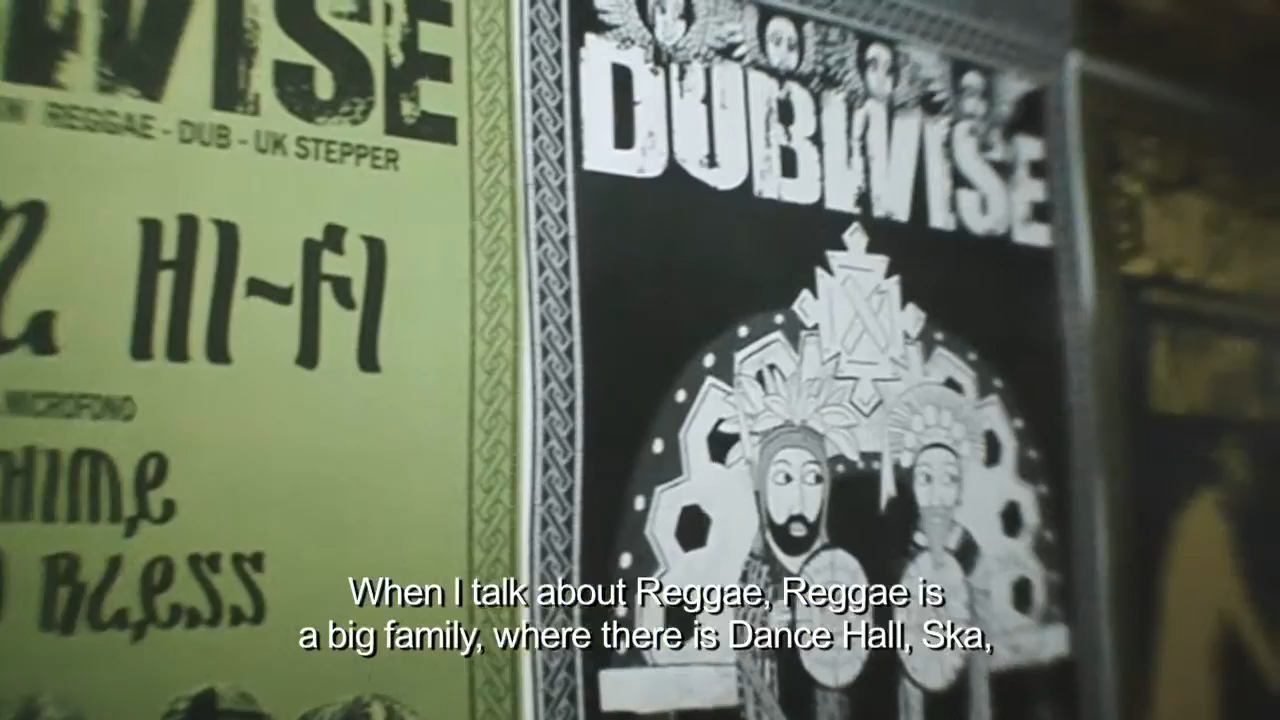 WISE
REGGAE - DUB - UK STEPPER
HI-FI
MICROFONO
BLESS
DUBWISE
When I talk about Reggae, Reggae is
a big family, where there is Dance Hall, Ska,